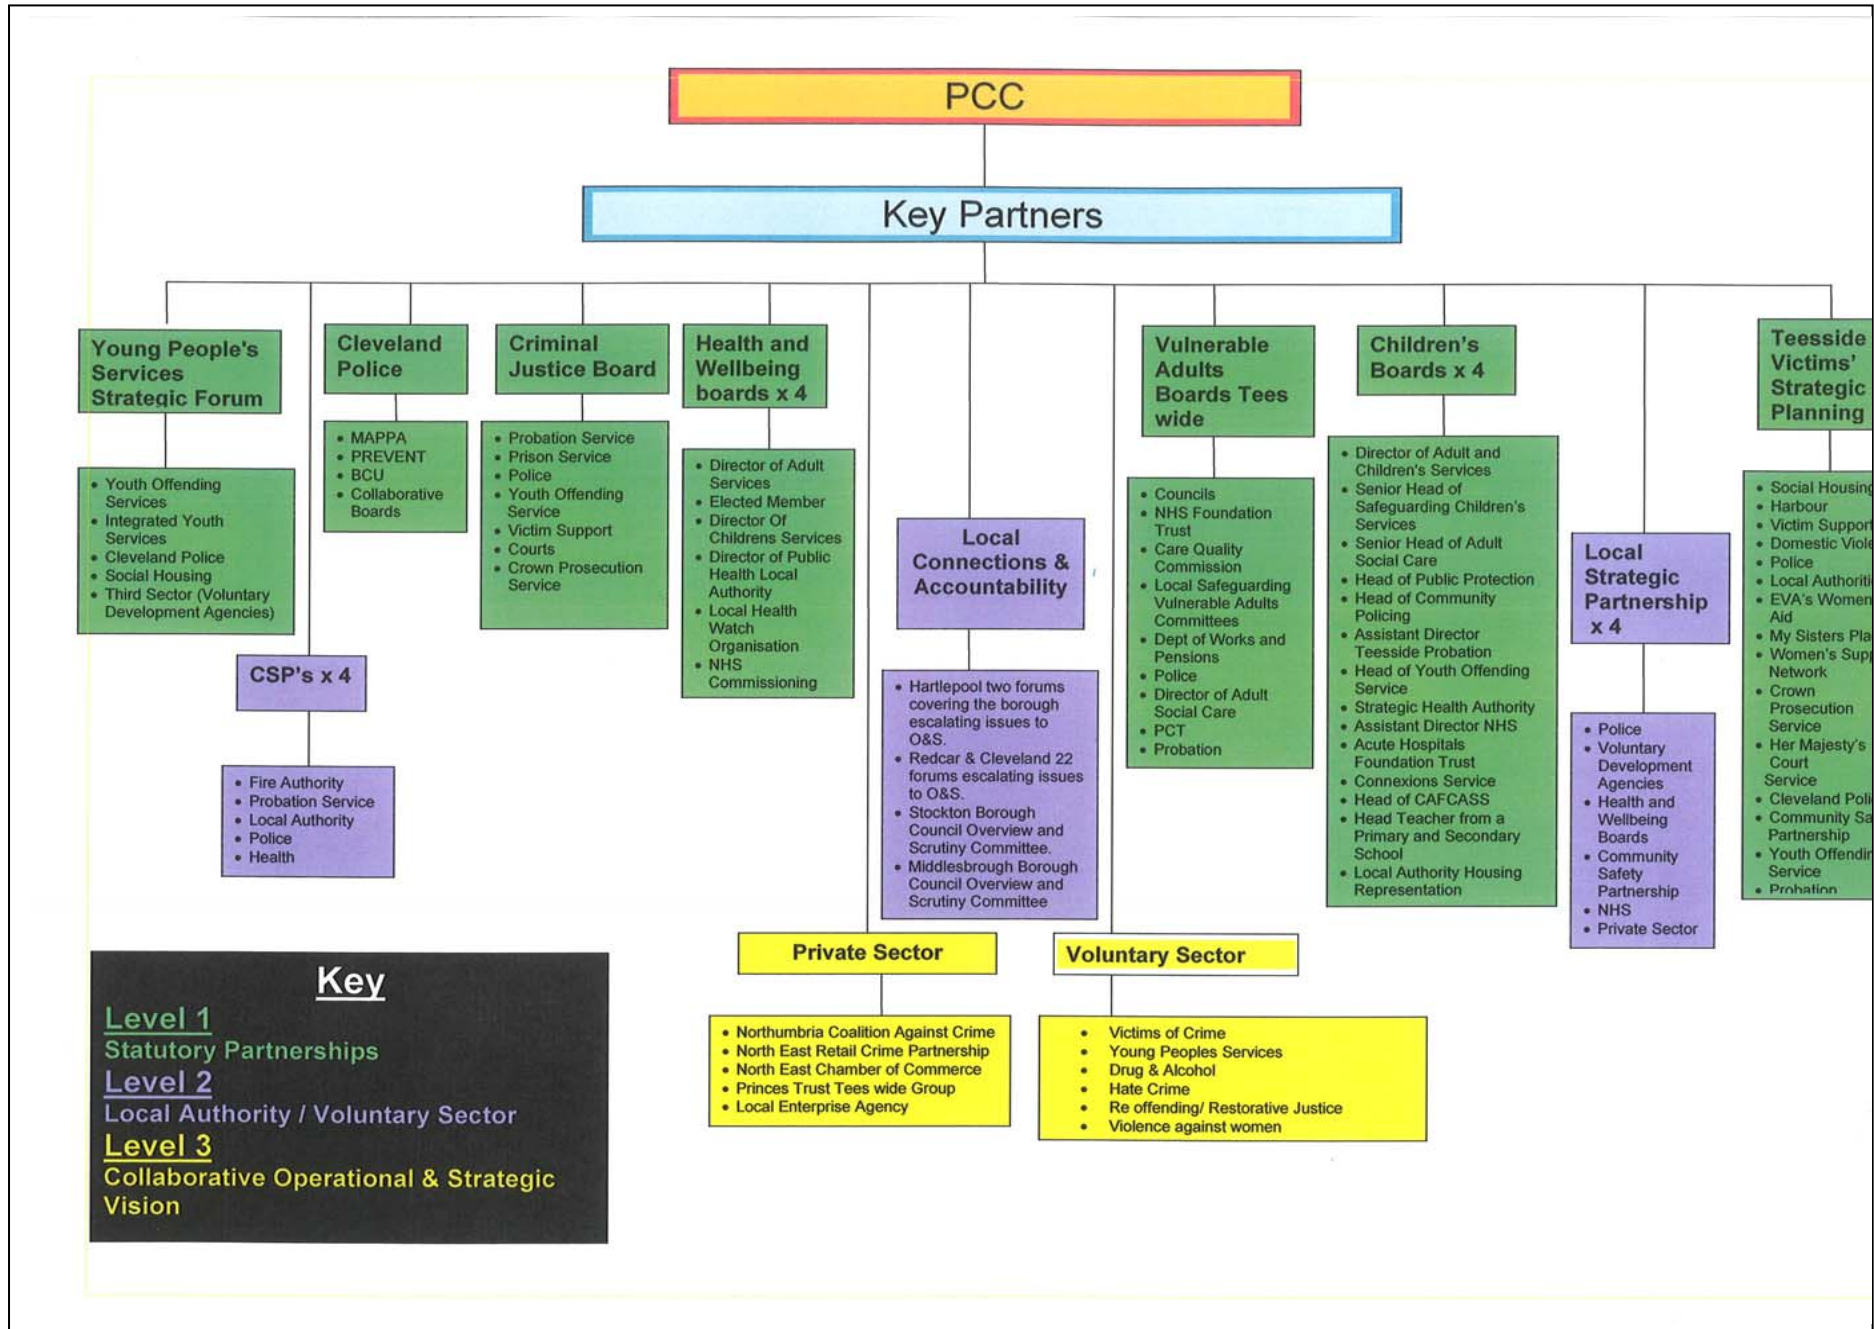 PCC
Key Partners
Young People's
Services
Strategic Forum
• Youth Offending
Services
• Integrated Youth
Services
• Cleveland Police
• Social Housing
• Third Sector (Voluntary
Development Agencies)
CSP's x 4
• Fire Authority
• Probation Service
• Local Authority
• Police
• Health
Cleveland
Police
• MAPPA
• PREVENT
• BCU
• Collaborative
Boards
Criminal
Justice Board
• Probation Service
• Prison Service
• Police
• Youth Offending
Service
• Victim Support
• Courts
• Crown Prosecution
Service
Health and
Wellbeing
boards x 4
• Director of Adult
Services
• Elected Member
• Director Of
Childrens Services
• Director of Public
Health Local
Authority
• Local Health
Watch
Organisation
• NHS
Commissioning
Private Sector
• Northumbria Coalition Against Crime
• North East Retail Crime Partnership
• North East Chamber of Commerce
• Princes Trust Tees wide Group
• Local Enterprise Agency
Local
Connections &
Accountability
• Hartlepool two forums
covering the borough
escalating issues to
O&S.
• Redcar & Cleveland 22
forums escalating issues
to O&S.
• Stockton Borough
Council Overview and
Scrutiny Committee.
• Middlesbrough Borough
Council Overview and
Scrutiny Committee
Voluntary Sector
• Victims of Crime
• Young Peoples Services
• Drug & Alcohol
• Hate Crime
• Re offending/ Restorative Justice
• Violence against women
Vulnerable
Adults
Boards Tees
wide
• Councils
• NHS Foundation
Trust
• Care Quality
Commission
• Local Safeguarding
Vulnerable Adults
Committees
• Dept of Works and
Pensions
• Police
• Director of Adult
Social Care
• PCT
• Probation
Children's
Boards x 4
• Director of Adult and
Children's Services
• Senior Head of
Safeguarding Children's
Services
• Senior Head of Adult
Social Care
• Head of Public Protection
• Head of Community
Policing
• Assistant Director
Teesside Probation
• Head of Youth Offending
Service
• Strategic Health Authority
• Assistant Director NHS
• Acute Hospitals
Foundation Trust
• Connexions Service
• Head of CAFCASS
• Head Teacher from a
Primary and Secondary
School
• Local Authority Housing
Representation
Local
Strategic
Partnership
x 4
• Police
• Voluntary
Development
Agencies
• Health and
Wellbeing
Boards
• Community
Safety
Partnership
• NHS
• Private Sector
Teesside
Victims'
Strategic
Planning
• Social Housing
• Harbour
• Victim Support
• Domestic
• Police
• Local
• EVA's
Aid
• My Sisters
• Women's
Network
• Crown
Prosecution
Service
• Her Majesty's
Court
Service
• Cleveland
• Community
Partnership
• Youth
Service
• Probation
Key
Level 1
Statutory Partnerships
Level 2
Local Authority / Voluntary Sector
Level 3
Collaborative Operational & Strategic
Vision